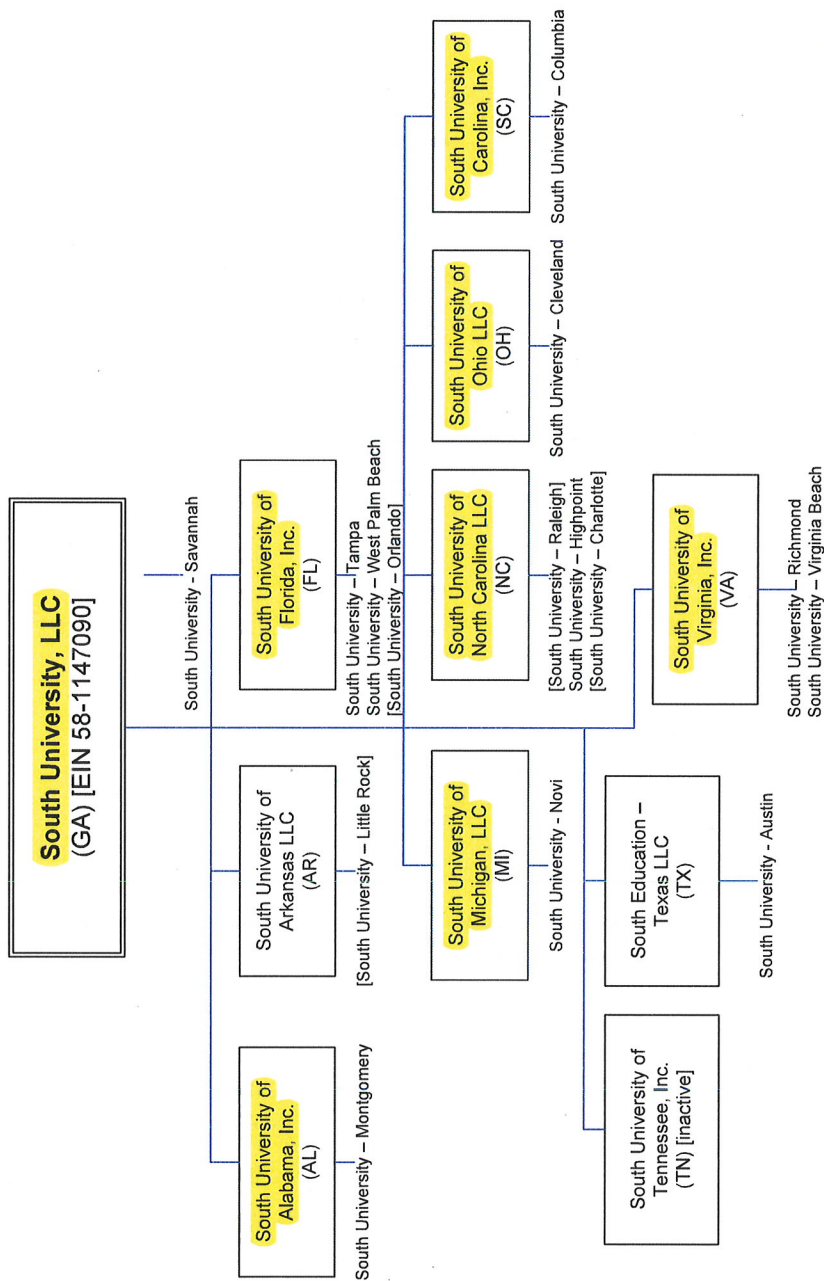 South University, LLC
(GA) [EIN 58-1147090]
South University - Savannah
South University of
Alabama, Inc.
(AL)
South University – Montgomery
South University of
Arkansas LLC
(AR)
[South University – Little Rock]
South University of
Florida, Inc.
(FL)
South University – Tampa
South University – West Palm Beach
[South University – Orlando]
South University of
Michigan, LLC
(MI)
South University - Novi
South University of
North Carolina LLC
(NC)
[South University – Raleigh]
South University – Highpoint
[South University – Charlotte]
South University of
Ohio LLC
(OH)
South University – Cleveland
South University of
Carolina, Inc.
(SC)
South University – Columbia
South University of
Tennessee, Inc.
(TN) [inactive]
South Education –
Texas LLC
(TX)
South University - Austin
South University of
Virginia, Inc.
(VA)
South University – Richmond
South University – Virginia Beach